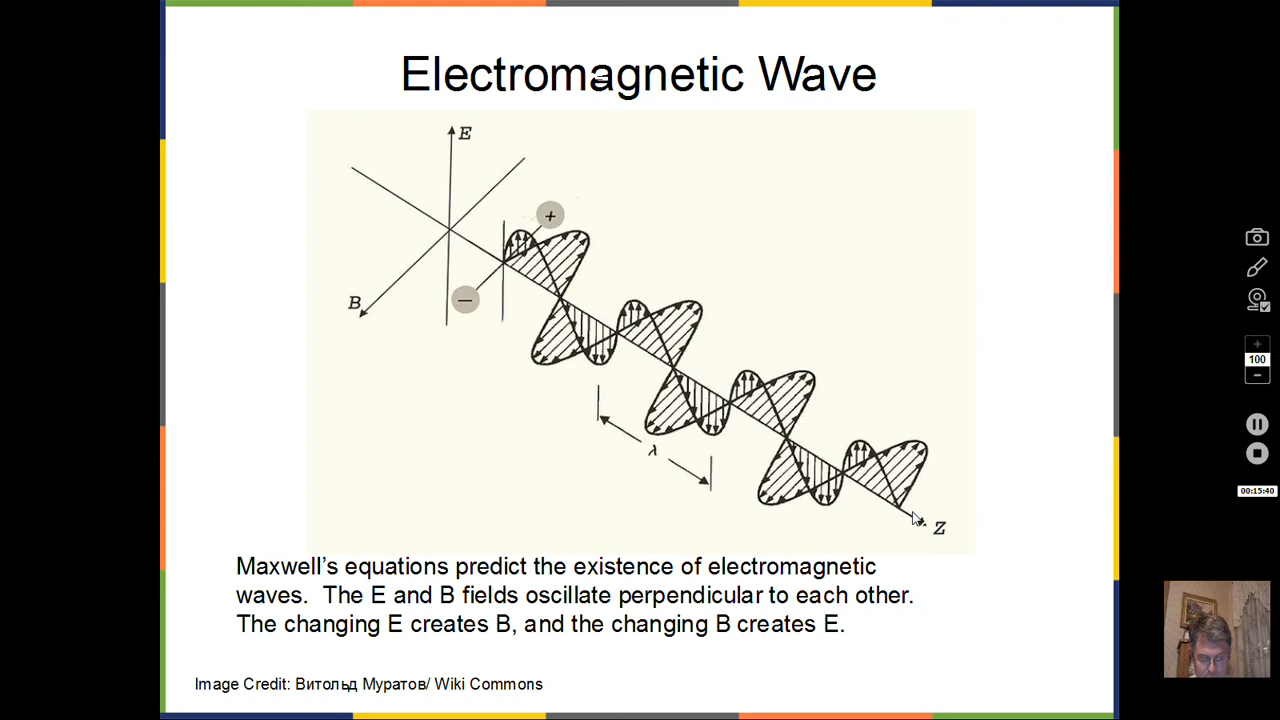 Electromagnetic Wave
E
+
B
−
λ
Z
Maxwell’s equations predict the existence of electromagnetic
waves.  The E and B fields oscillate perpendicular to each other.
The changing E creates B, and the changing B creates E.
Image Credit: Витольд Муратов/ Wiki Commons
+
100
−
00:15:40